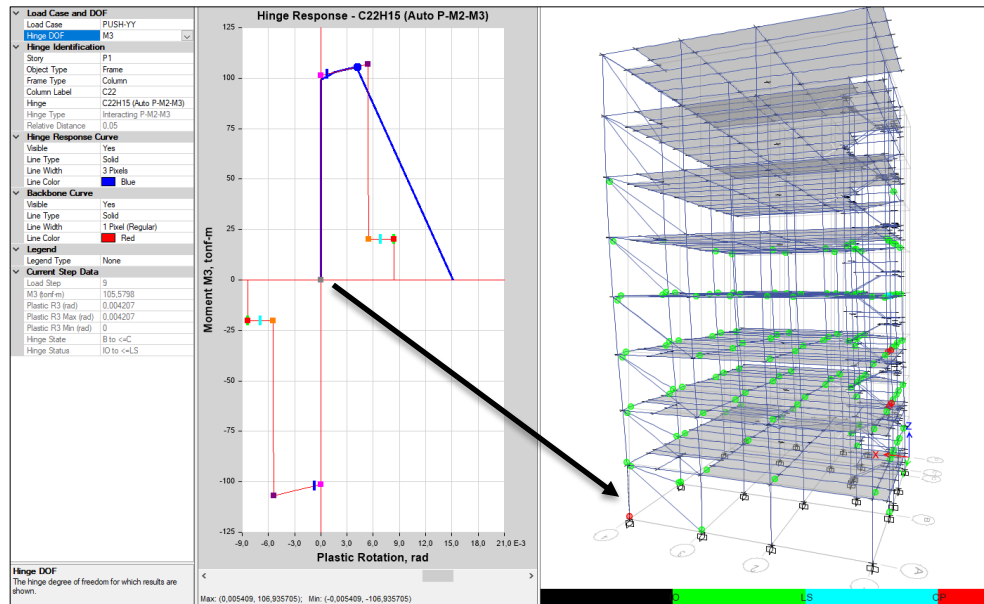 Load Case and DOF
Load Case PUSH-YY
Hinge DOF M3
Hinge Identification
Story P1
Object Type Frame
Frame Type Column
Column Label C22
Hinge C22H15 (Auto P-M2-M3)
Hinge Type Interacting P-M2-M3
Relative Distance 0.05
Hinge Response Curve
Visible Yes
Line Type Solid
Line Width 3 Pixels
Line Color Blue
Backbone Curve
Visible Yes
Line Type Solid
Line Width 1 Pixel (Regular)
Line Color Red
Legend
Legend Type None
Current Step Data
Load Step 9
M3 (tonf-m) 105,5798
Plastic R3 (rad) 0,004207
Plastic R3 Max (rad) 0,004207
Plastic R3 Min (rad) 0
Hinge State B to <=C
Hinge Status IO to <=LS
Hinge DOF
The hinge degree of freedom for which results are
shown.
Hinge Response - C22H15 (Auto P-M2-M3)
Moment M3, tonf-m
125
100
75
50
25
0
-25
-50
-75
-100
-125
-9,0 -6,0 -3,0 0,0 3,0 6,0 9,0 12,0 15,0 18,0 21,0 E-3
Plastic Rotation, rad
Max: (0,005409, 106,935705); Min: (-0,005409, -106,935705)
Z
X
B
A
LS
CP